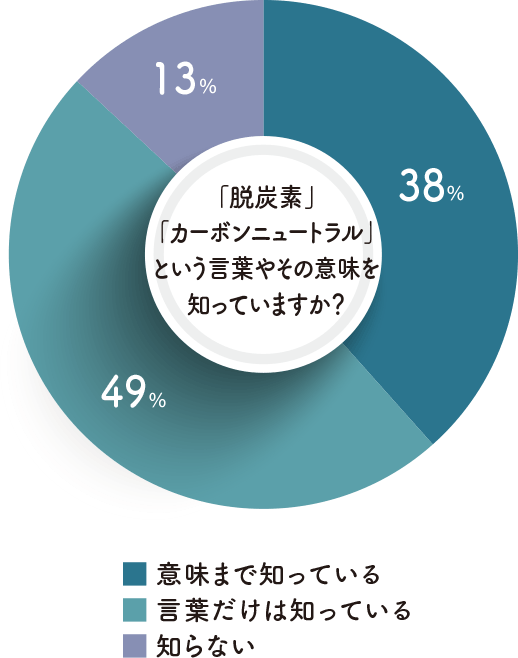 13%
38%
「脱炭素」
「カーボンニュートラル」
という言葉やその意味を
知っていますか?
49%
意味まで知っている
言葉だけは知っている
知らない